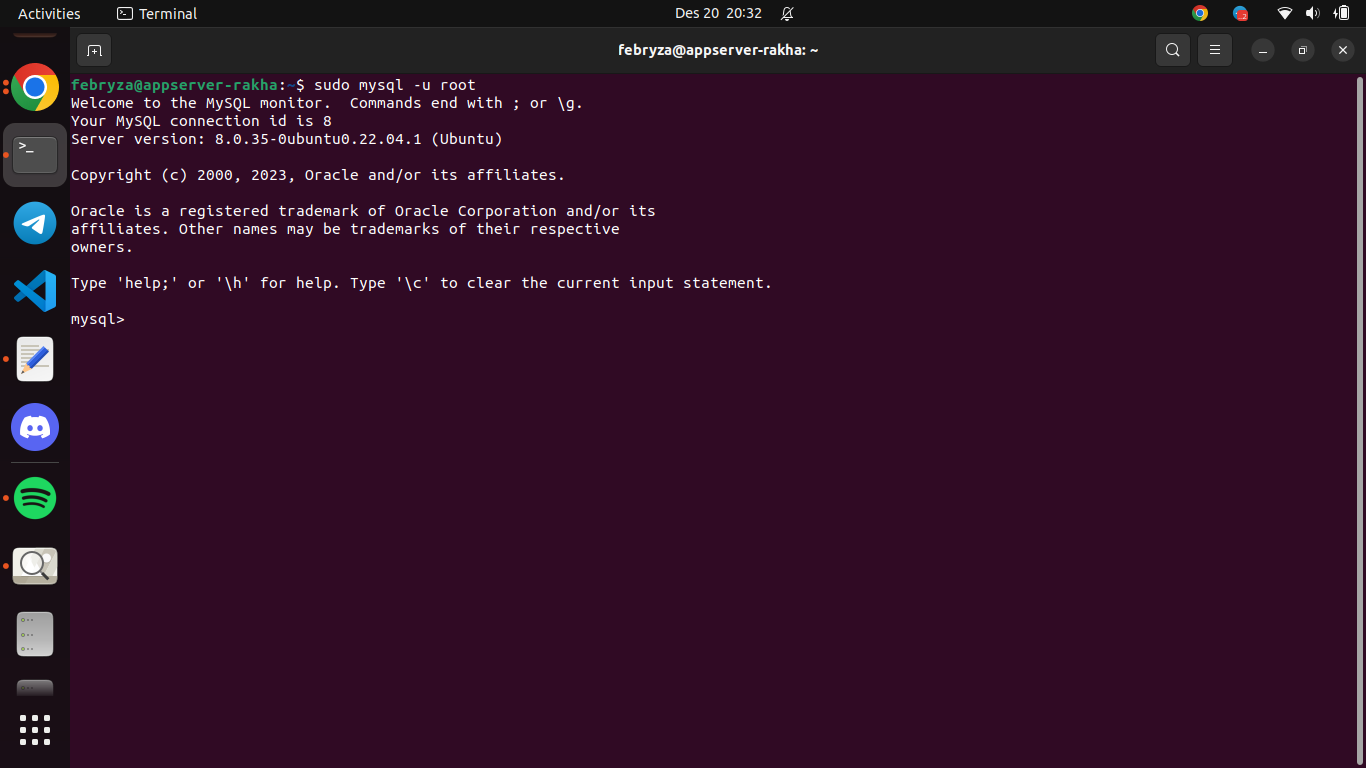 Activities
Terminal
Des 20 20:32
febryza@appserver-rakha: ~
febryza@appserver-rakha:~$ sudo mysql -u root
Welcome to the MySQL monitor.  Commands end with ; or \g.
Your MySQL connection id is 8
Server version: 8.0.35-0ubuntu0.22.04.1 (Ubuntu)
Copyright (c) 2000, 2023, Oracle and/or its affiliates.
Oracle is a registered trademark of Oracle Corporation and/or its
affiliates. Other names may be trademarks of their respective
owners.
Type 'help;' or '\h' for help. Type '\c' to clear the current input statement.
mysql>